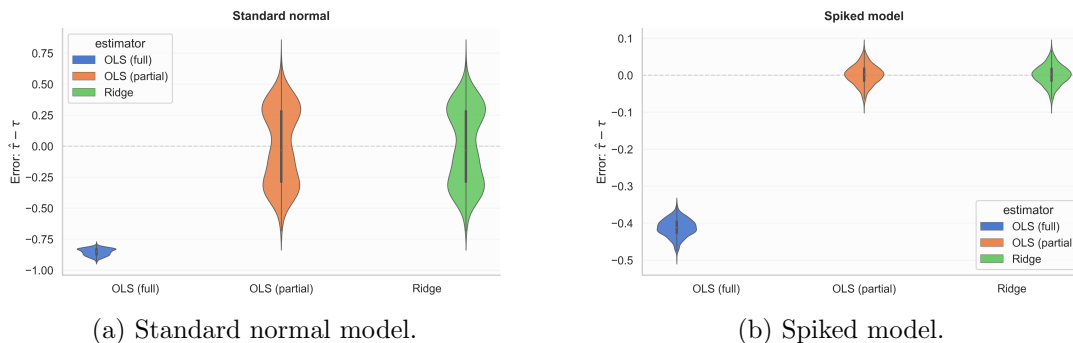 Standard normal
estimator
OLS (full)
OLS (partial)
Ridge
Error: τ̂ − τ
0.75
0.50
0.25
0.00
−0.25
−0.50
−0.75
−1.00
OLS (full)
OLS (partial)
Ridge
(a) Standard normal model.
Spiked model
Error: τ̂ − τ
0.1
0.0
−0.1
−0.2
−0.3
−0.4
−0.5
estimator
OLS (full)
OLS (partial
Ridge
OLS (full)
OLS (partial)
Ridge
(b) Spiked model.